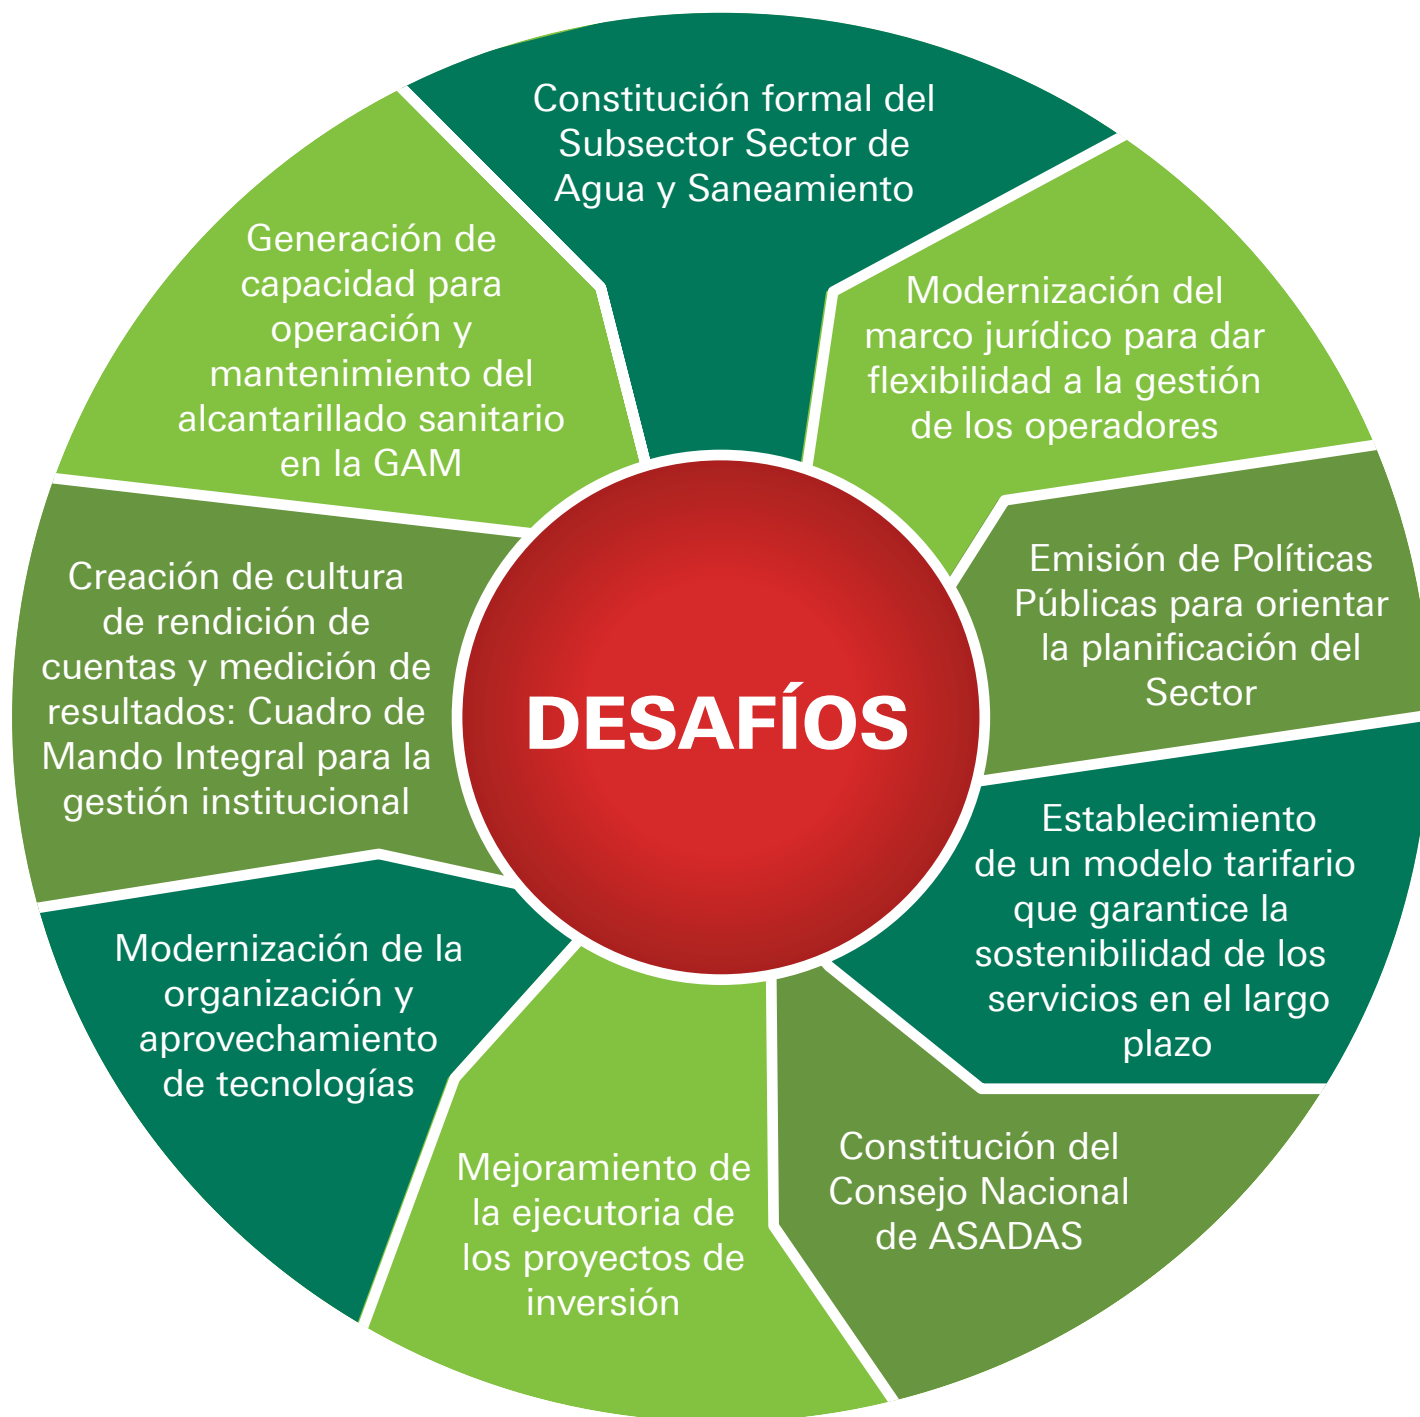 Constitución formal del
Subsector Sector de
Agua y Saneamiento
Modernización del
marco jurídico para dar
flexibilidad a la gestión
de los operadores
Emisión de Políticas
Públicas para orientar
la planificación del
Sector
Establecimiento
de un modelo tarifario
que garantice la
sostenibilidad de los
servicios en el largo
plazo
Constitución del
Consejo Nacional
de ASADAS
Mejoramiento de
la ejecutoria de
los proyectos de
inversión
Modernización de la
organización y
aprovechamiento
de tecnologías
Creación de cultura
de rendición de
cuentas y medición de
resultados: Cuadro de
Mando Integral para la
gestión institucional
Generación de
capacidad para
operación y
mantenimiento del
alcantarillado sanitario
en la GAM
DESAFÍOS